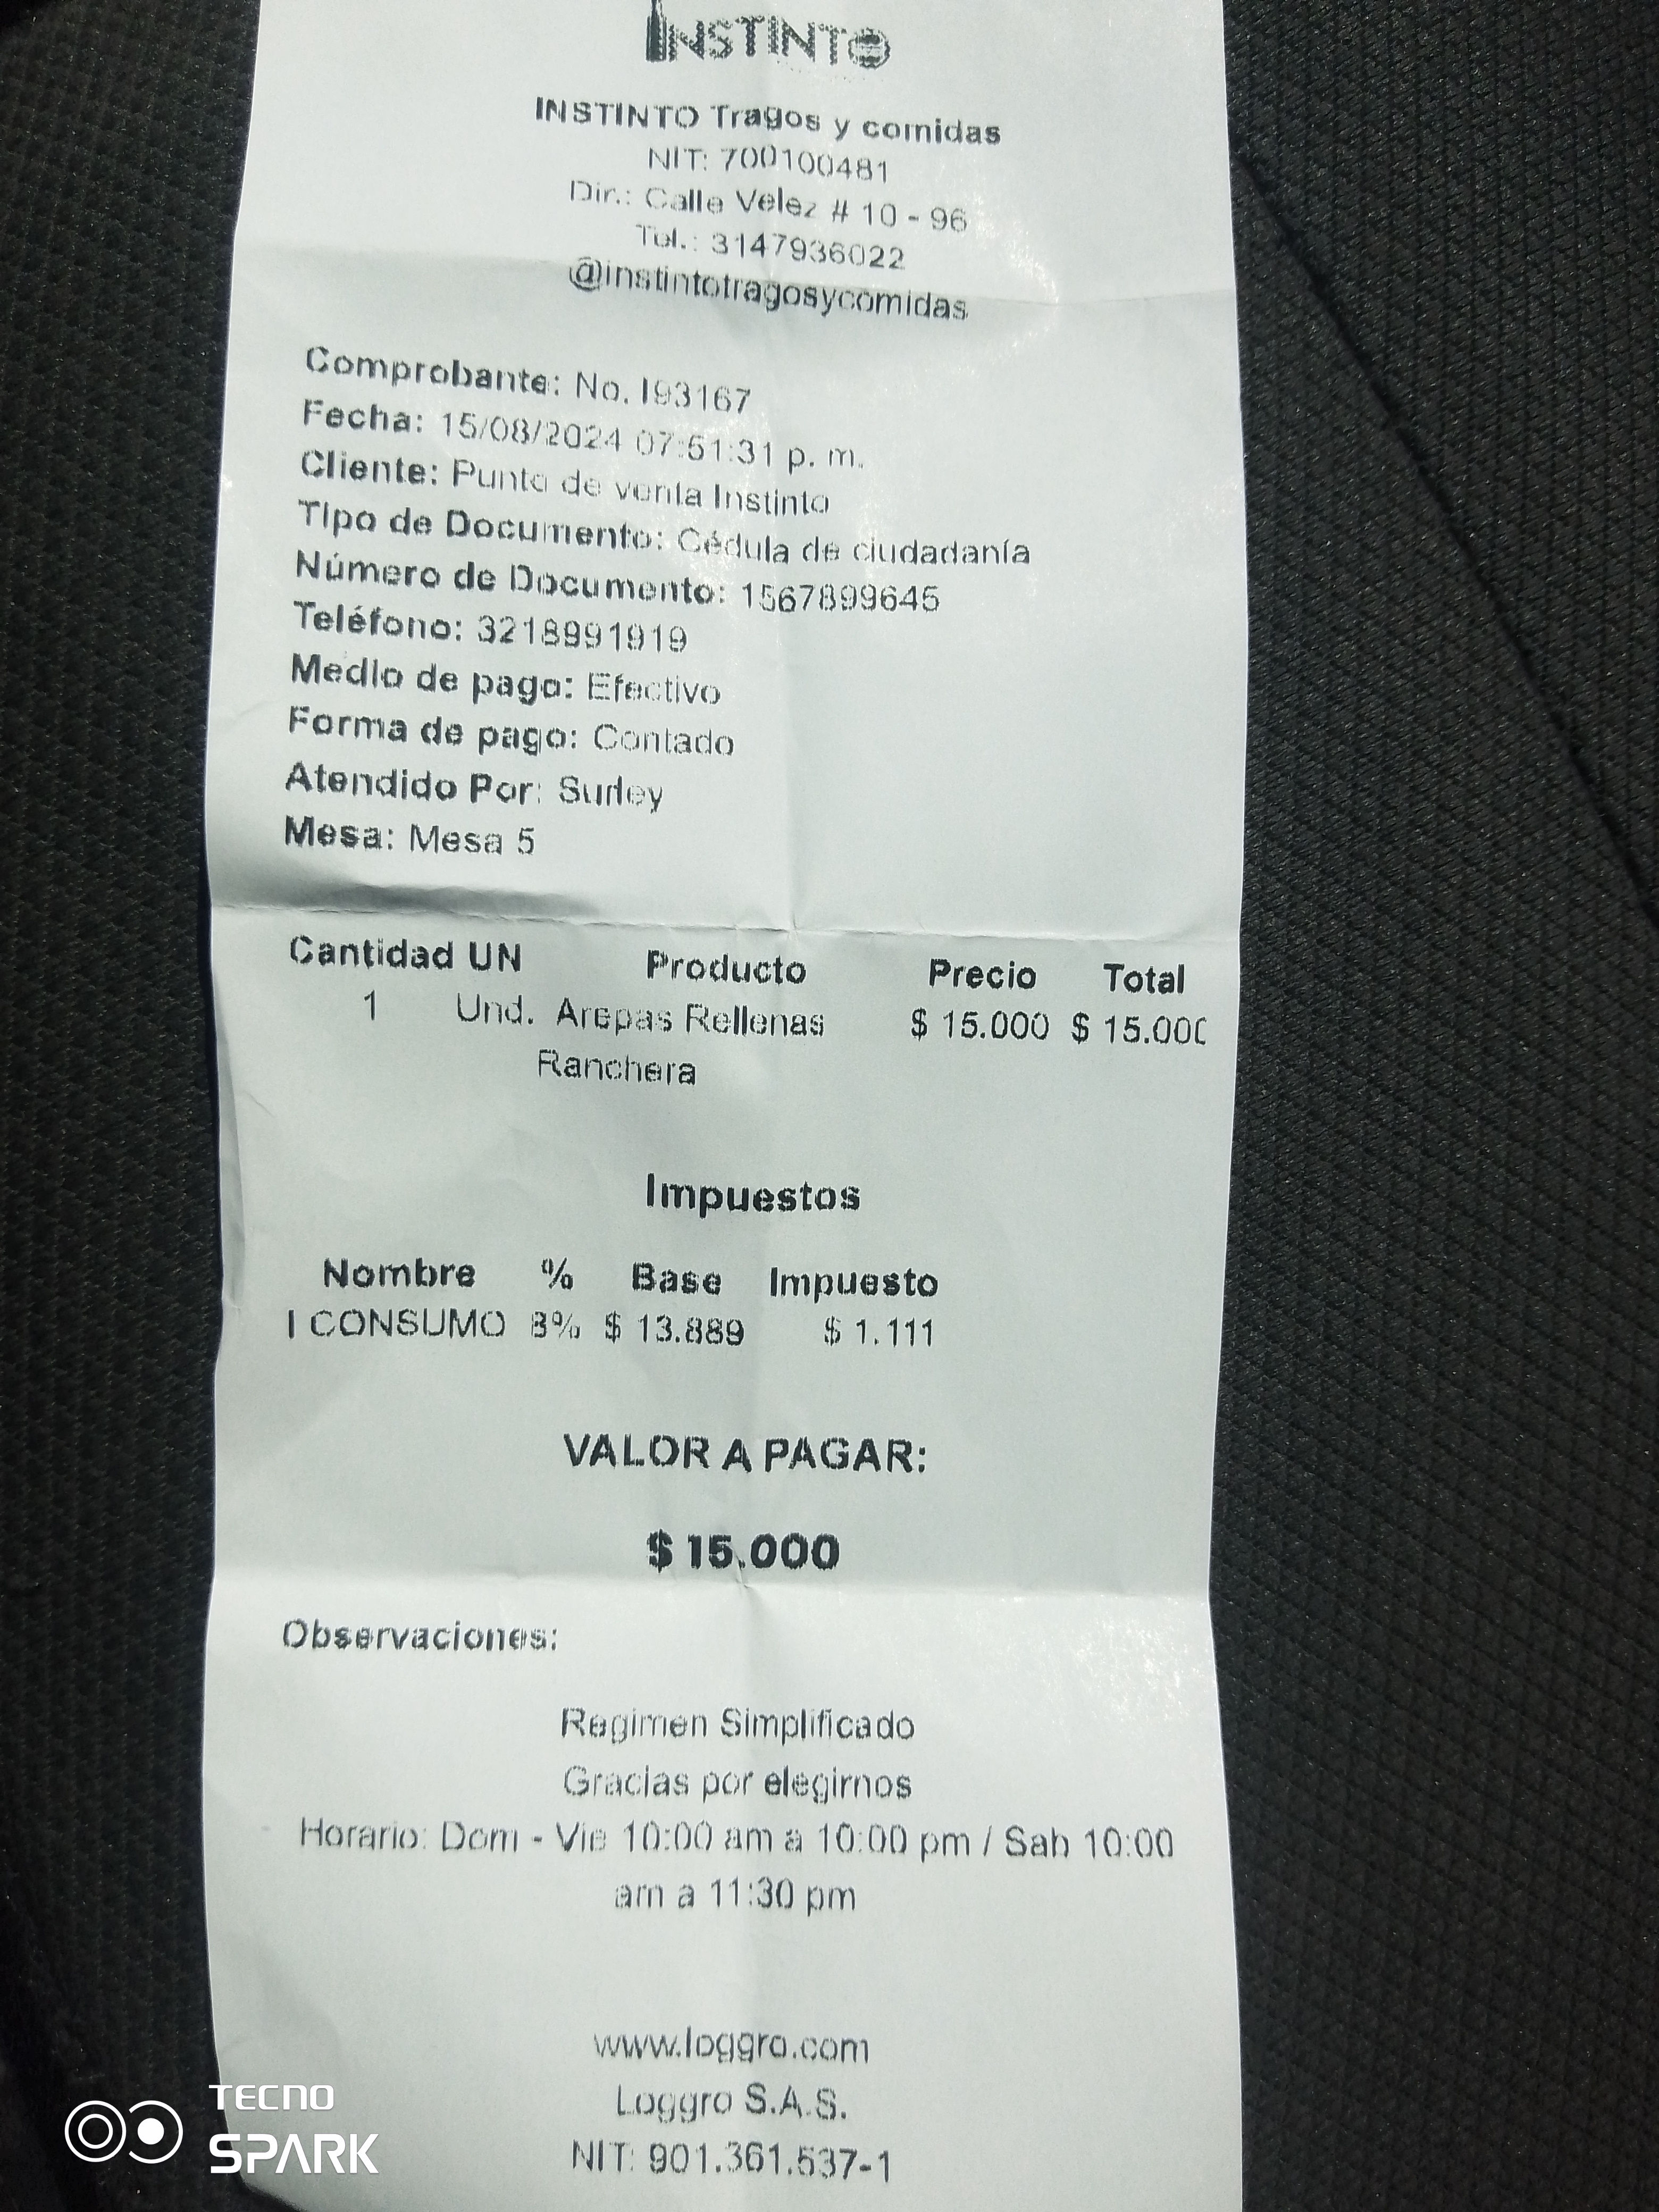 INSTINTO
INSTINTO Tragos y comidas
NIT: 700100481
Dir.: Calle Velez # 10 - 96
Tel.: 3147936022
@instintotragosycomidas
Comprobante: No. I93167
Fecha: 15/08/2024 07:51:31 p. m.
Cliente: Punto de venta Instinto
Tipo de Documento: Cédula de ciudadanía
Número de Documento: 1567899645
Teléfono: 3218991919
Medio de pago: Efectivo
Forma de pago: Contado
Atendido Por: Surley
Mesa: Mesa 5
Cantidad UN Producto Precio Total
1 Und. Arepas Rellenas $ 15.000 $ 15.000
Ranchera
Impuestos
Nombre % Base Impuesto
I CONSUMO 8% $ 13.889 $ 1.111
VALOR A PAGAR:
$ 15.000
Observaciones:
Regimen Simplificado
Gracias por elegirnos
Horario: Dom - Vie 10:00 am a 10:00 pm / Sab 10:00
am a 11:30 pm
www.loggro.com
Loggro S.A.S.
NIT: 901.361.537-1
TECNO
SPARK